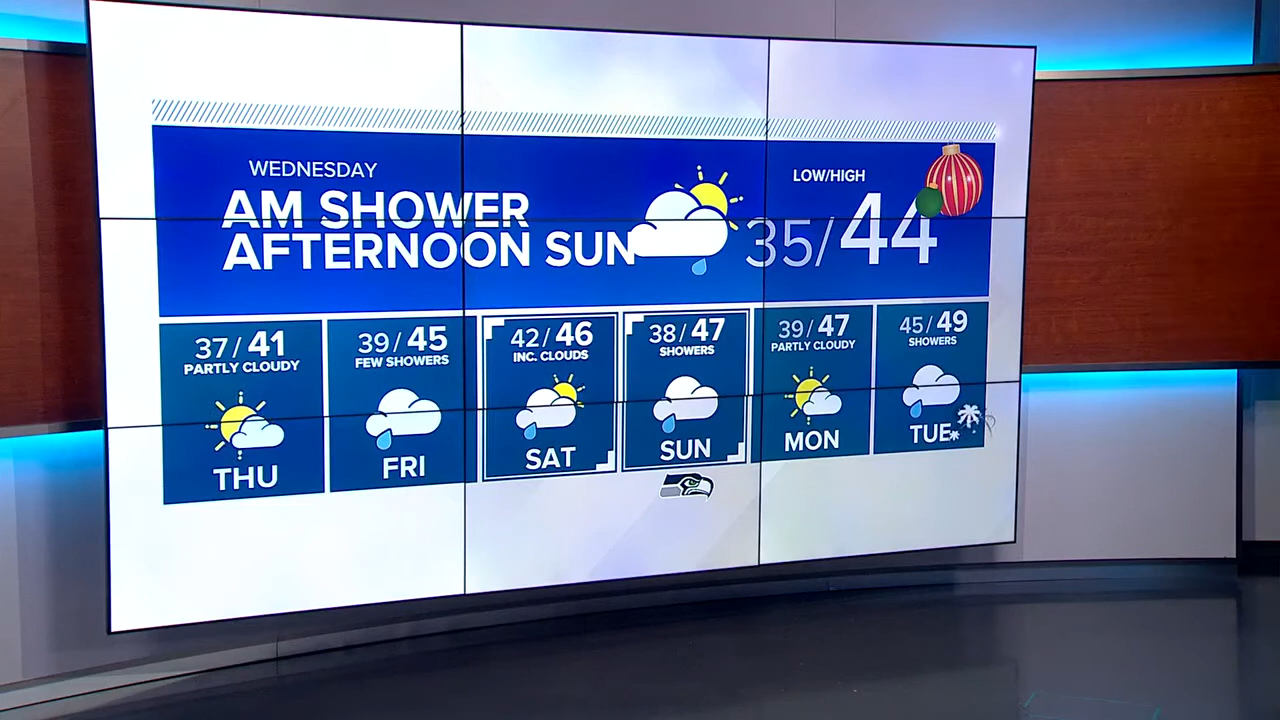 WEDNESDAY
AM SHOWER
AFTERNOON SUN
LOW/HIGH
35/44
37/41
PARTLY CLOUDY
THU
39/45
FEW SHOWERS
FRI
42/46
INC. CLOUDS
SAT
38/47
SHOWERS
SUN
39/47
PARTLY CLOUDY
MON
45/49
SHOWERS
TUE